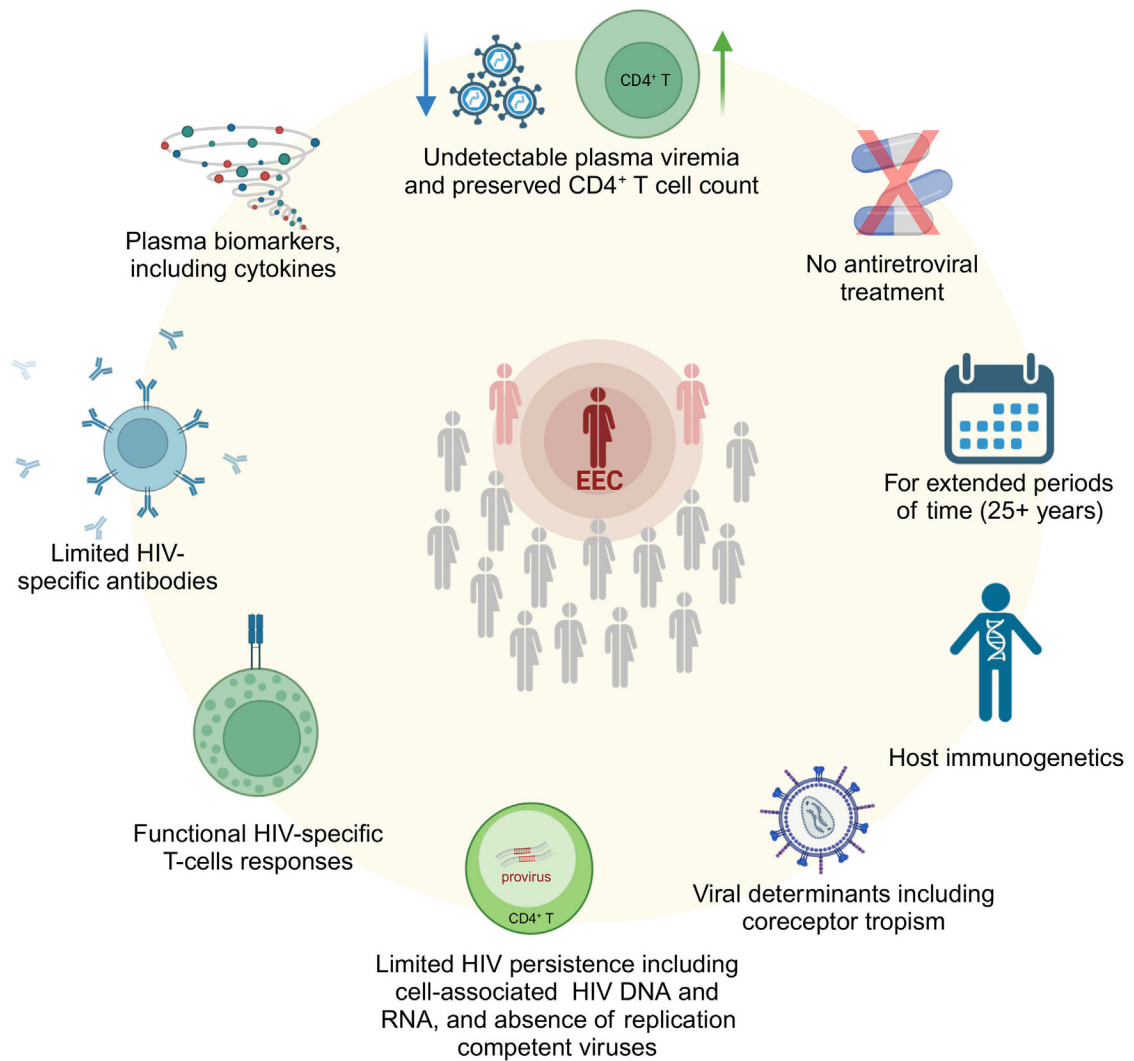 CD4⁺ T
Undetectable plasma viremia
and preserved CD4⁺ T cell count
No antiretroviral
treatment
For extended periods
of time (25+ years)
Host immunogenetics
Viral determinants including
coreceptor tropism
provirus
CD4⁺ T
Limited HIV persistence including
cell-associated HIV DNA and
RNA, and absence of replication
competent viruses
Functional HIV-specific
T-cells responses
Limited HIV-
specific antibodies
Plasma biomarkers,
including cytokines
EEC